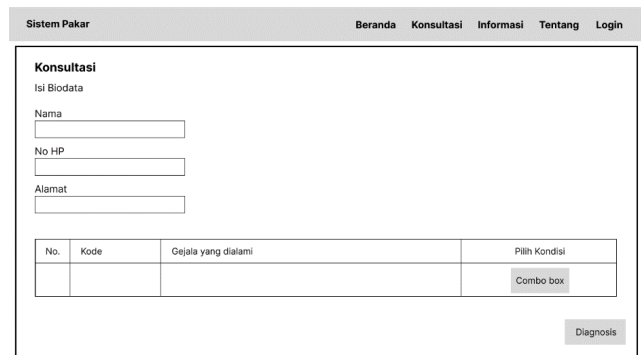 Sistem Pakar Beranda Konsultasi Informasi Tentang Login
Konsultasi
Isi Biodata
Nama
No HP
Alamat
No. Kode Gejala yang dialami Pilih Kondisi
Combo box
Diagnosis